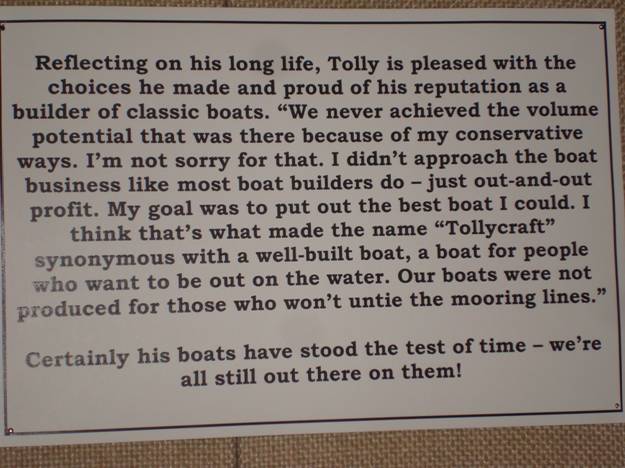 Reflecting on his long life, Tolly is pleased with the
choices he made and proud of his reputation as a
builder of classic boats. “We never achieved the volume
potential that was there because of my conservative
ways. I’m not sorry for that. I didn’t approach the boat
business like most boat builders do – just out-and-out
profit. My goal was to put out the best boat I could. I
think that’s what made the name “Tollycraft”
synonymous with a well-built boat, a boat for people
who want to be out on the water. Our boats were not
produced for those who won’t untie the mooring lines.”
Certainly his boats have stood the test of time – we’re
all still out there on them!